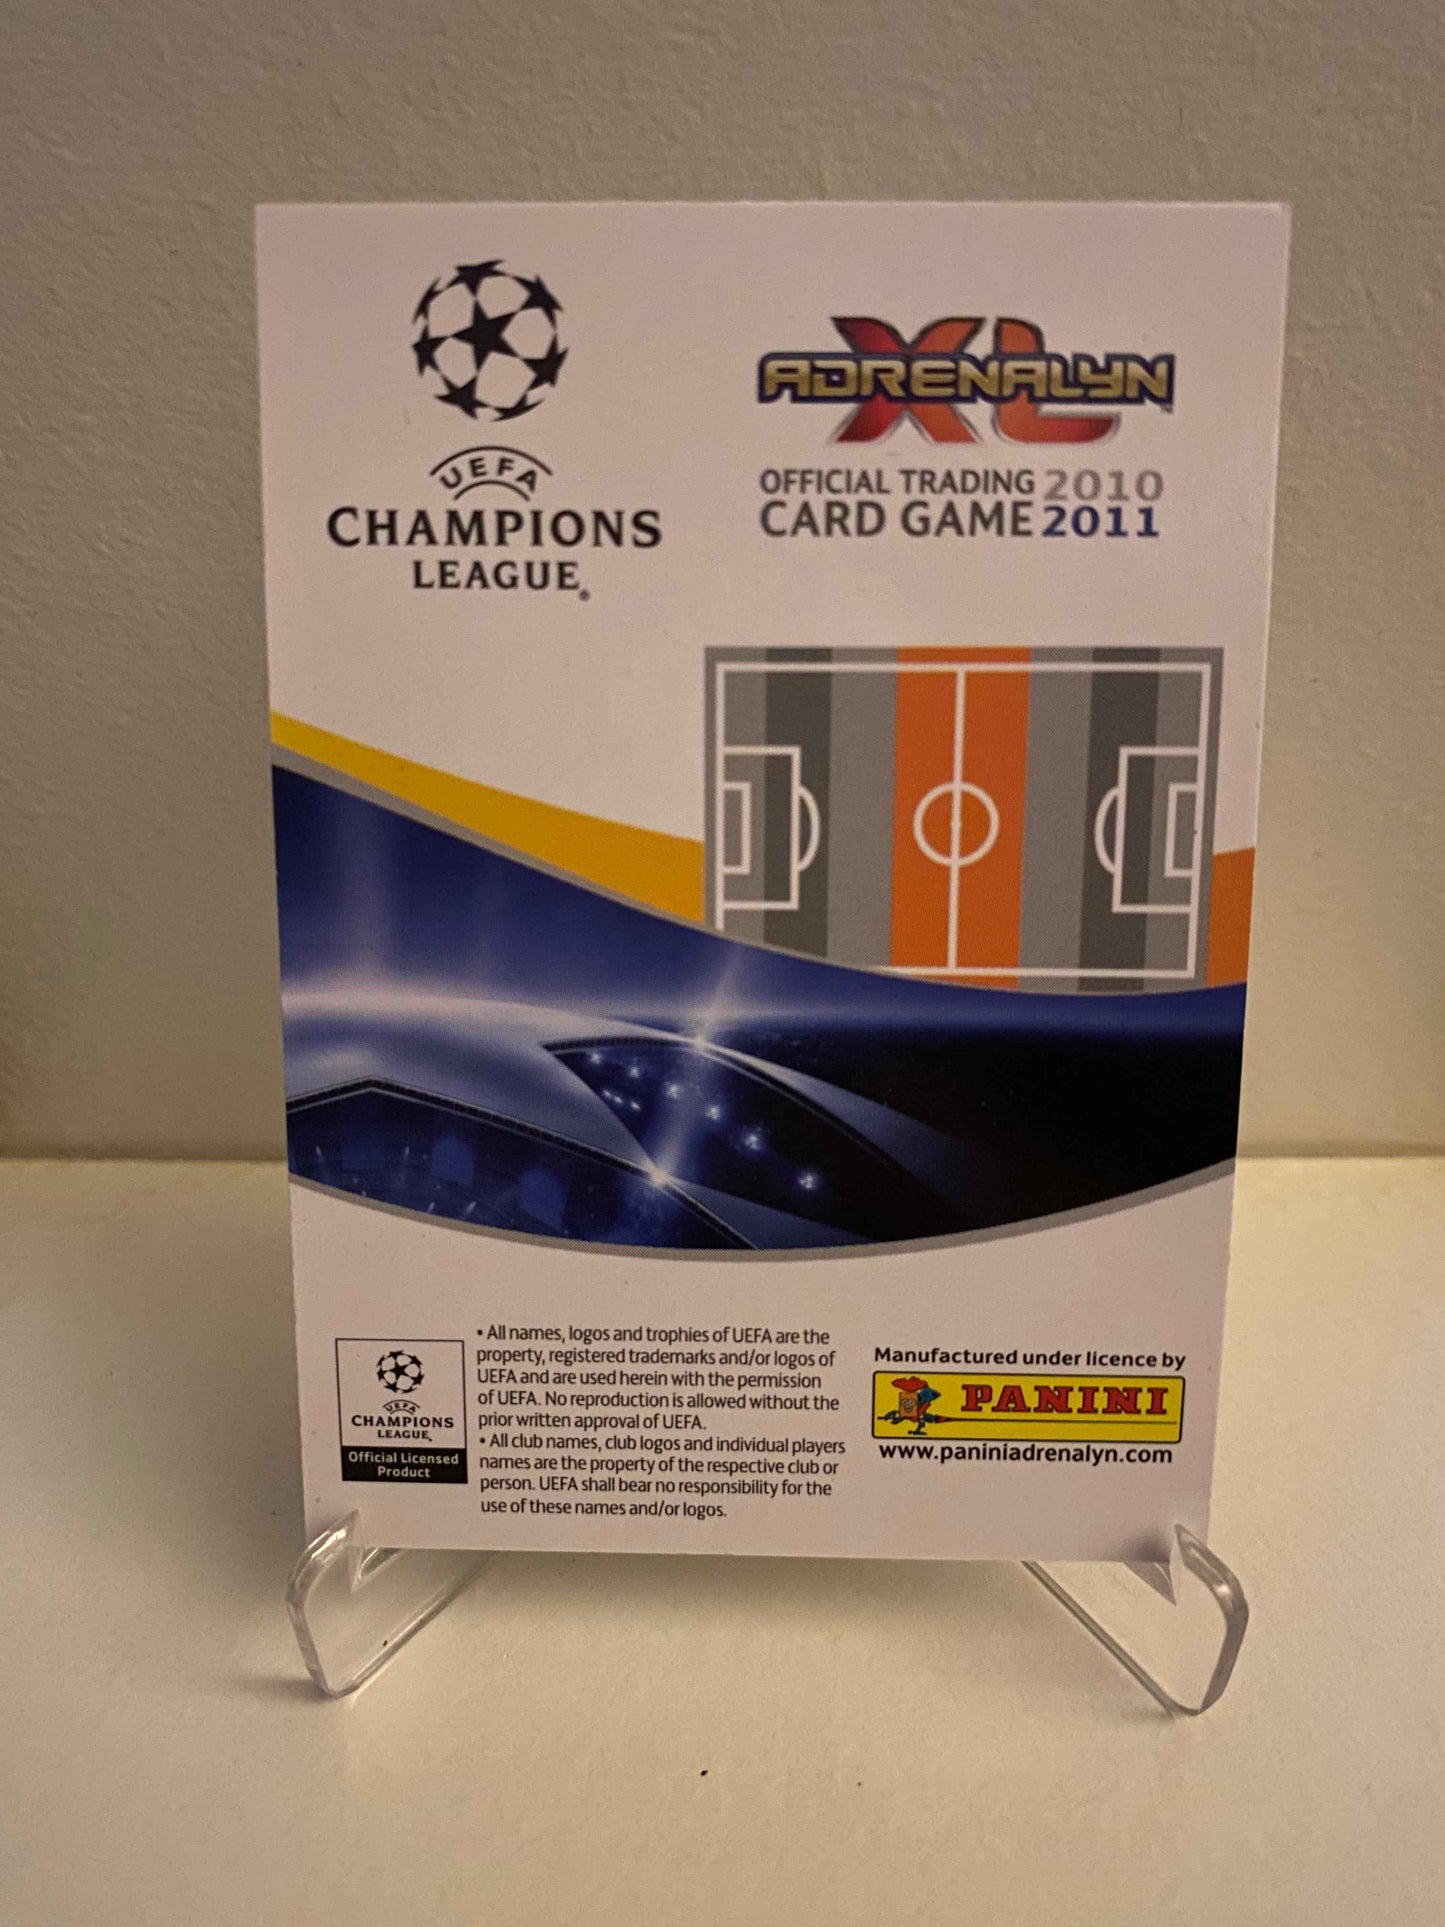 UEFA
CHAMPIONS
LEAGUE®
ADRENALYN XL™
OFFICIAL TRADING 2010
CARD GAME 2011
UEFA
CHAMPIONS
LEAGUE
Official Licensed
Product
• All names, logos and trophies of UEFA are the
property, registered trademarks and/or logos of
UEFA and are used herein with the permission
of UEFA. No reproduction is allowed without the
prior written approval of UEFA.
• All club names, club logos and individual players
names are the property of the respective club or
person. UEFA shall bear no responsibility for the
use of these names and/or logos.
Manufactured under licence by
PANINI
www.paniniadrenalyn.com